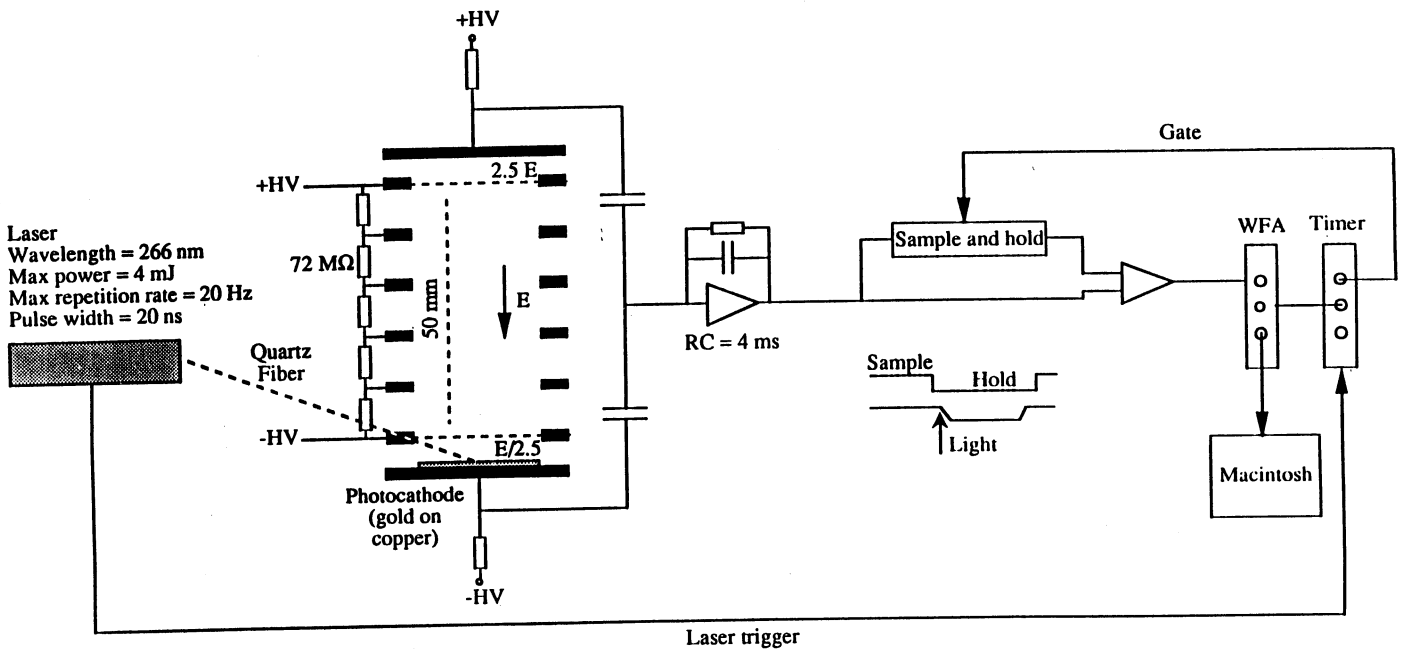 +HV
Gate
2.5 E
+HV
Sample and hold
WFA
Timer
Laser
Wavelength = 266 nm
Max power = 4 mJ
Max repetition rate = 20 Hz
Pulse width = 20 ns
72 MΩ
50 mm
E
RC = 4 ms
Quartz
Fiber
Sample
Hold
-HV
E/2.5
Light
Macintosh
Photocathode
(gold on
copper)
-HV
Laser trigger